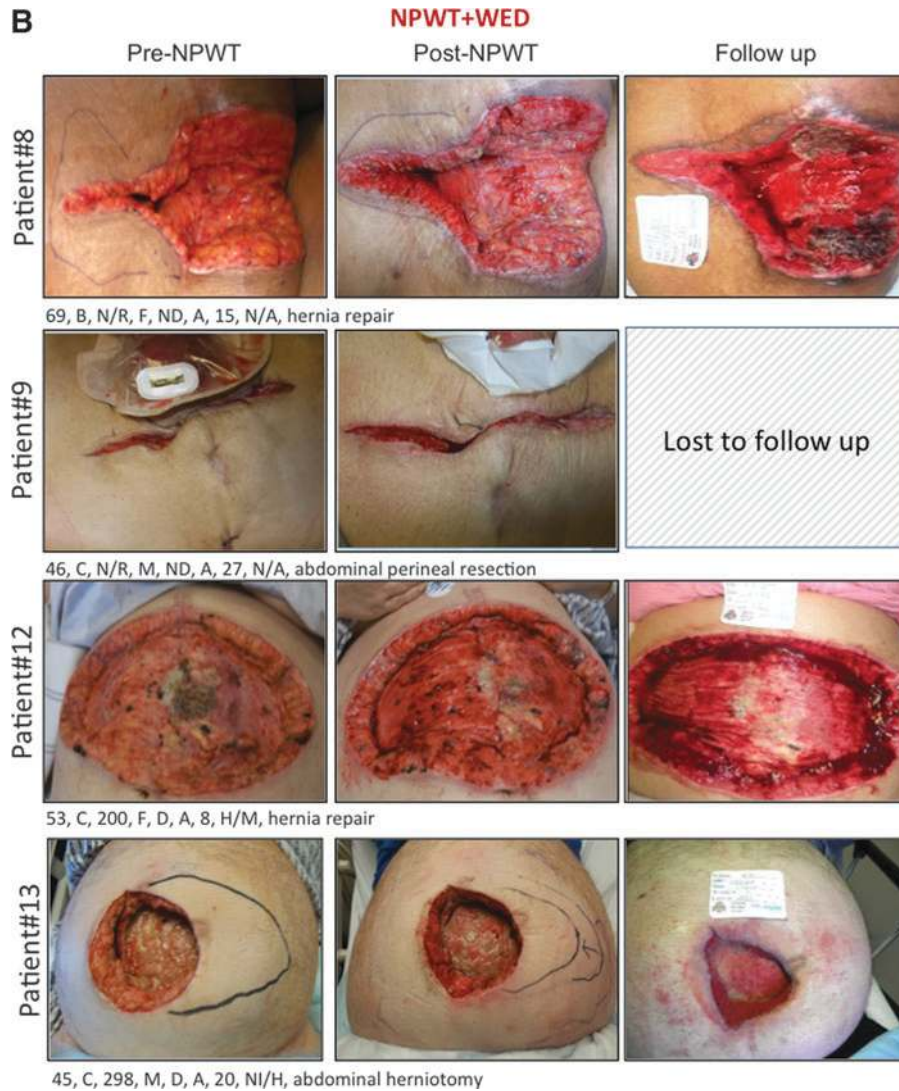 B
NPWT+WED
Pre-NPWT Post-NPWT Follow up
Patient#8
69, B, N/R, F, ND, A, 15, N/A, hernia repair
Patient#9
Lost to follow up
46, C, N/R, M, ND, A, 27, N/A, abdominal perineal resection
Patient#12
53, C, 200, F, D, A, 8, H/M, hernia repair
Patient#13
45, C, 298, M, D, A, 20, NI/H, abdominal herniotomy